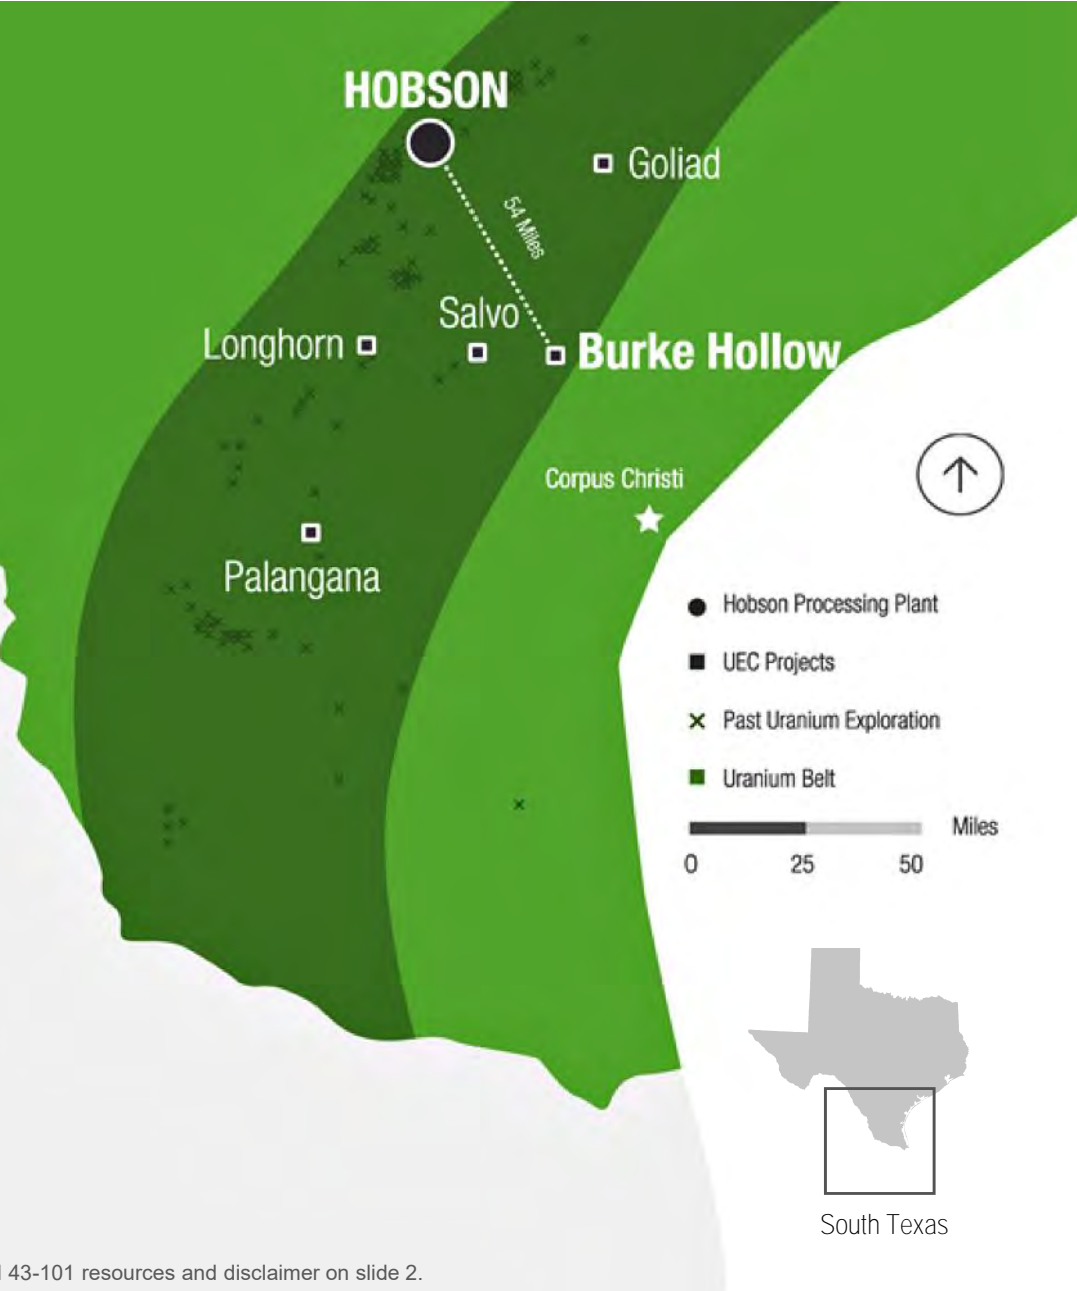 HOBSON
Goliad
54 Miles
Salvo
Longhorn
Burke Hollow
Corpus Christi
Palangana
Hobson Processing Plant
UEC Projects
Past Uranium Exploration
Uranium Belt
Miles
0 25 50
South Texas
43-101 resources and disclaimer on slide 2.